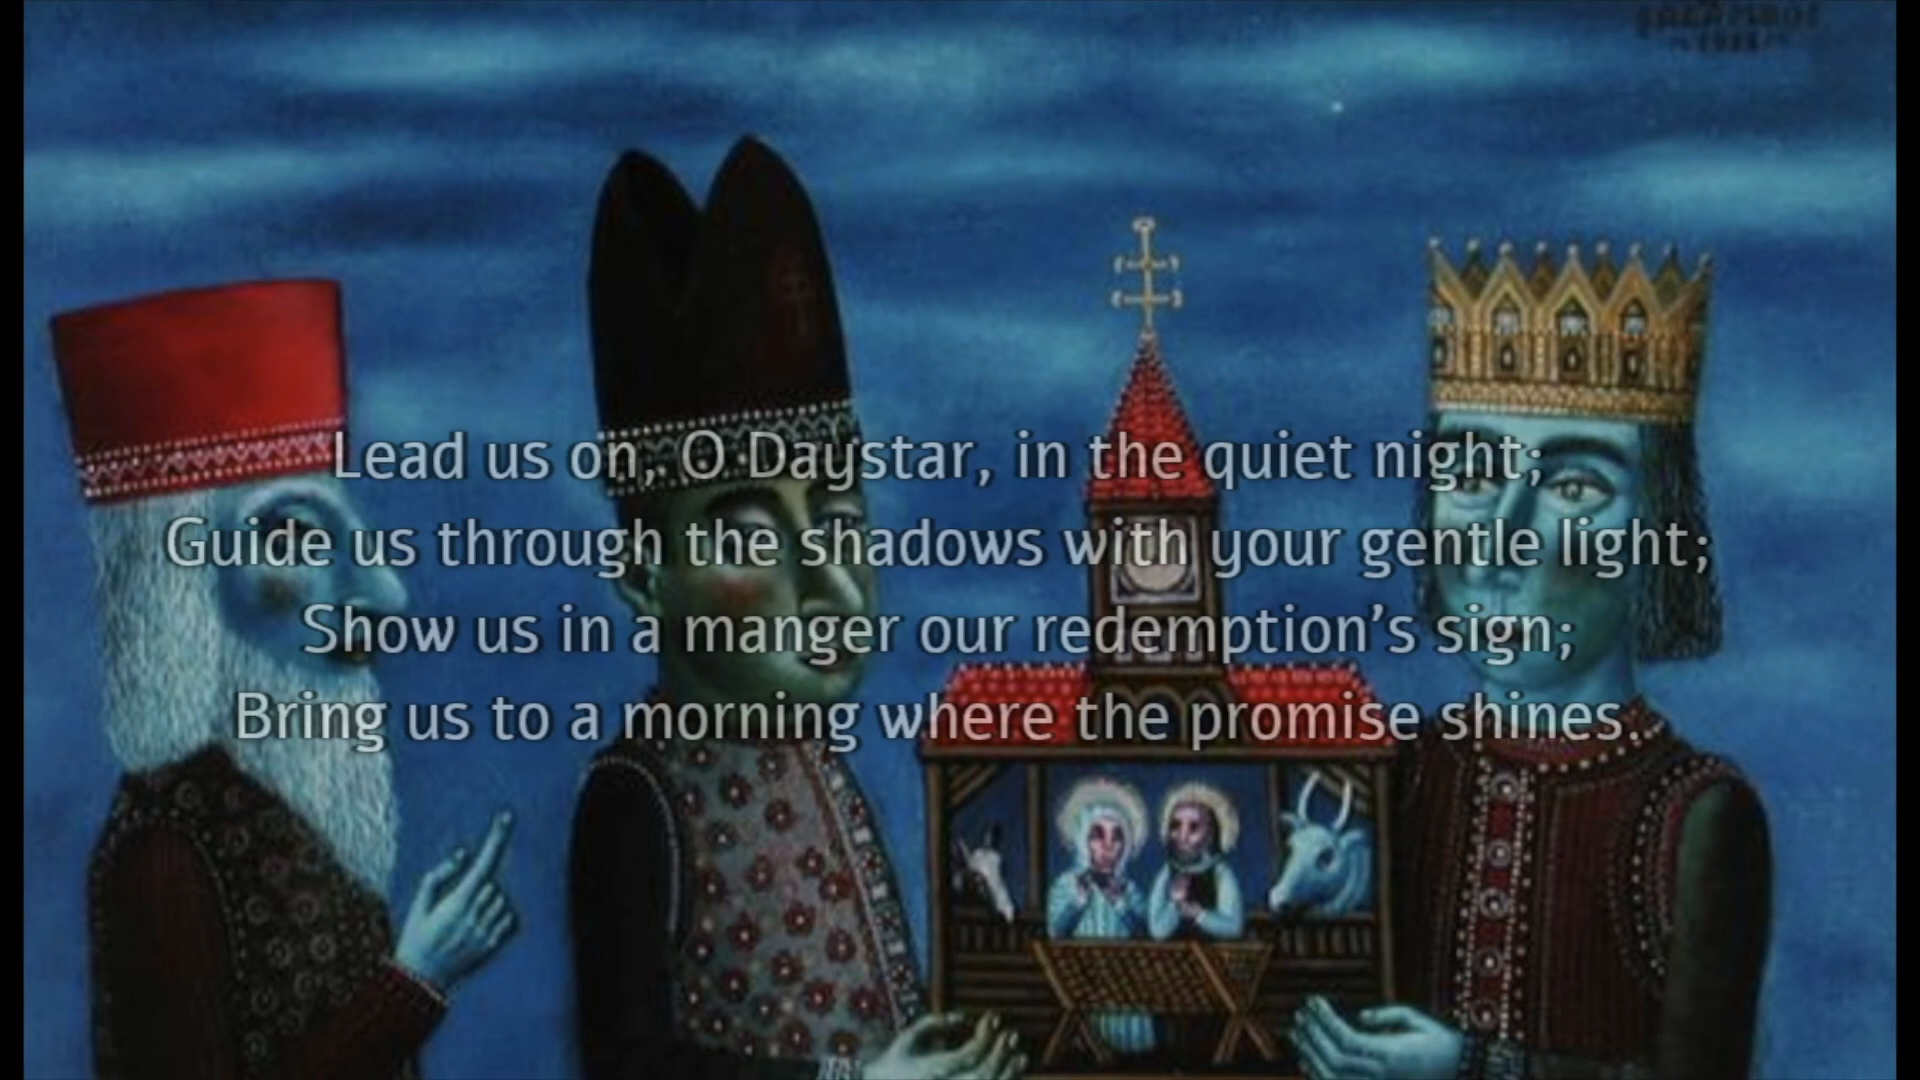 Lead us on, O Daystar, in the quiet night;
Guide us through the shadows with your gentle light;
Show us in a manger our redemption’s sign;
Bring us to a morning where the promise shines.